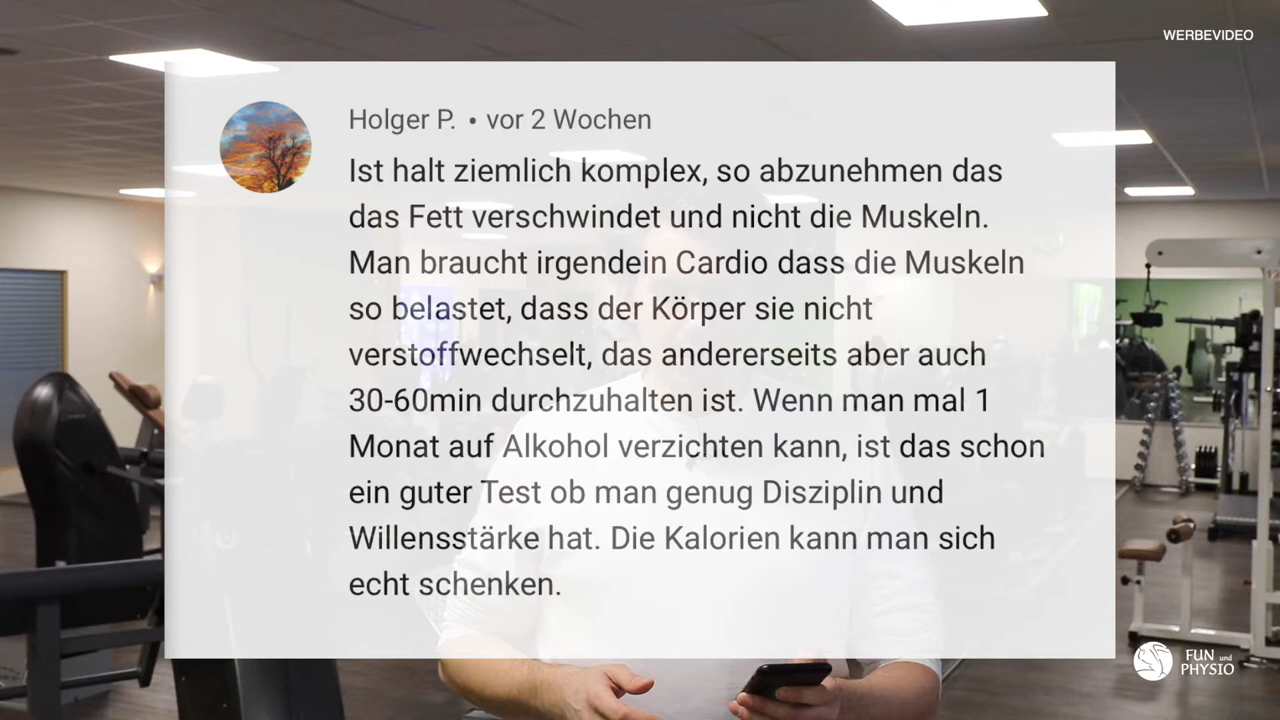 WERBEVIDEO
Holger P. • vor 2 Wochen
Ist halt ziemlich komplex, so abzunehmen das
das Fett verschwindet und nicht die Muskeln.
Man braucht irgendein Cardio dass die Muskeln
so belastet, dass der Körper sie nicht
verstoffwechselt, das andererseits aber auch
30-60min durchzuhalten ist. Wenn man mal 1
Monat auf Alkohol verzichten kann, ist das schon
ein guter Test ob man genug Disziplin und
Willensstärke hat. Die Kalorien kann man sich
echt schenken.
FUN und
PHYSIO